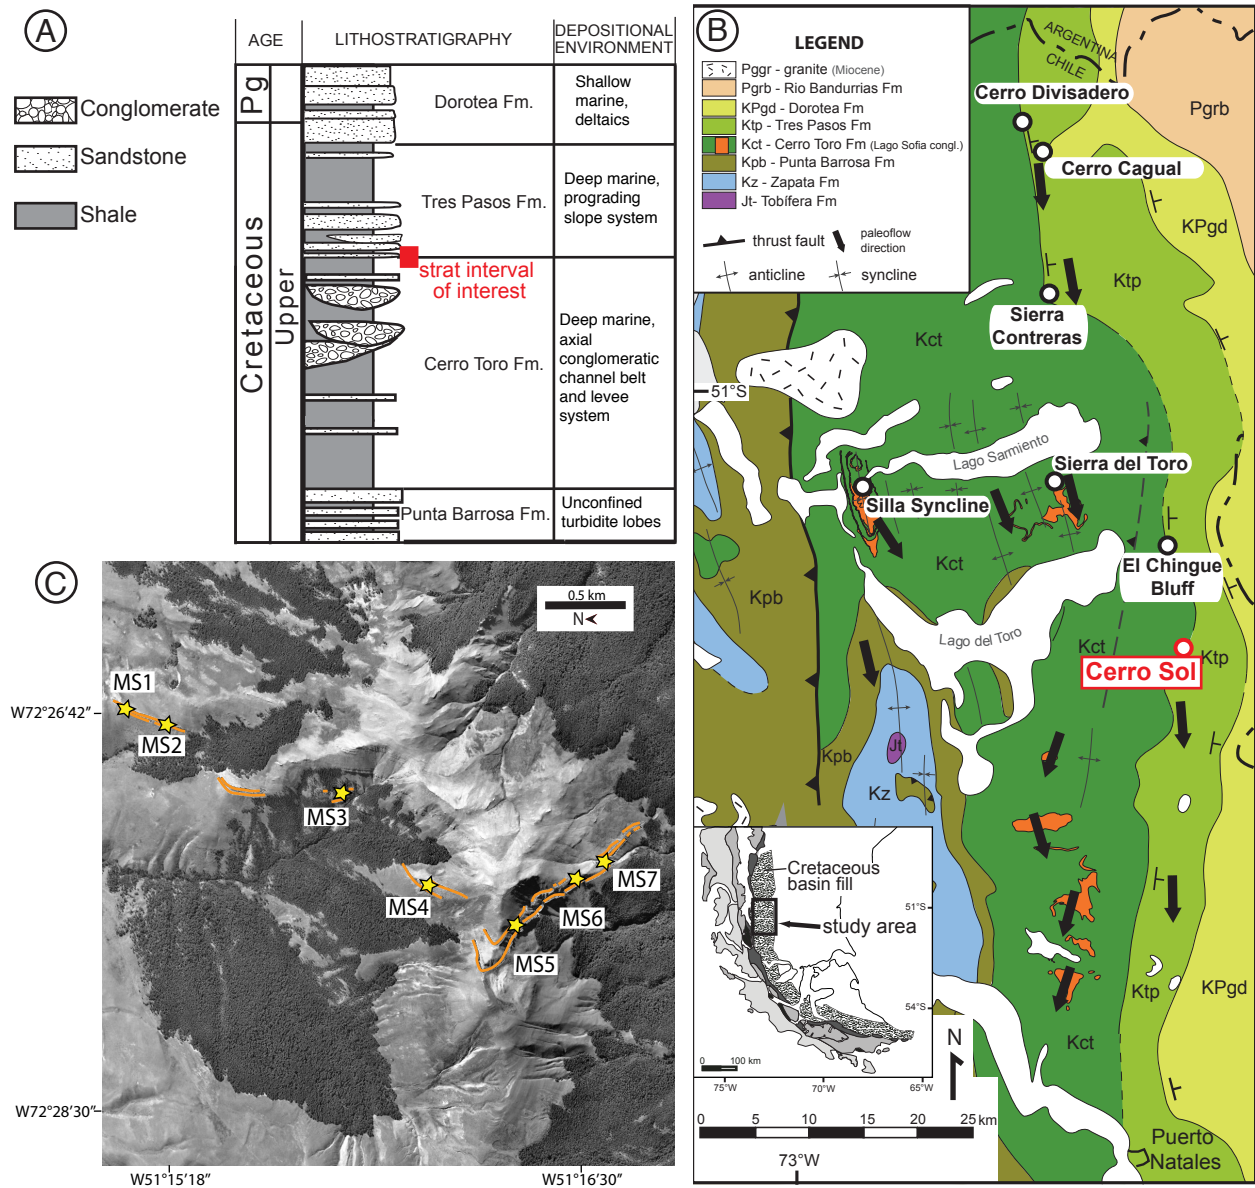 A
AGE
LITHOSTRATIGRAPHY
DEPOSITIONAL
ENVIRONMENT
Conglomerate
Sandstone
Shale
Pg
Cretaceous
Upper
Dorotea Fm.
Shallow
marine,
deltaics
Tres Pasos Fm.
Deep marine,
prograding
slope system
strat interval
of interest
Cerro Toro Fm.
Deep marine,
axial
conglomeratic
channel belt
and levee
system
Punta Barrosa Fm.
Unconfined
turbidite lobes
B
LEGEND
Pggr - granite (Miocene)
Pgrb - Rio Bandurrias Fm
KPgd - Dorotea Fm
Ktp - Tres Pasos Fm
Kct - Cerro Toro Fm (Lago Sofia congl.)
Kpb - Punta Barrosa Fm
Kz - Zapata Fm
Jt- Tobífera Fm
thrust fault
paleoflow
direction
anticline
syncline
ARGENTINA
CHILE
Cerro Divisadero
Pgrb
Cerro Cagual
KPgd
Ktp
Sierra
Contreras
Kct
51°S
Lago Sarmiento
Sierra del Toro
Silla Syncline
El Chingue
Bluff
Kct
Kpb
Lago del Toro
Kct
Ktp
Cerro Sol
Jt
Kpb
Kz
Cretaceous
basin fill
51°S
study area
54°S
0 100 km
75°W
70°W
65°W
Ktp
KPgd
Kct
N
0 5 10 15 20 25 km
73°W
Puerto
Natales
C
0.5 km
N
MS1
W72°26′42″
MS2
MS3
MS4
MS7
MS6
MS5
W72°28′30″
W51°15′18″
W51°16′30″